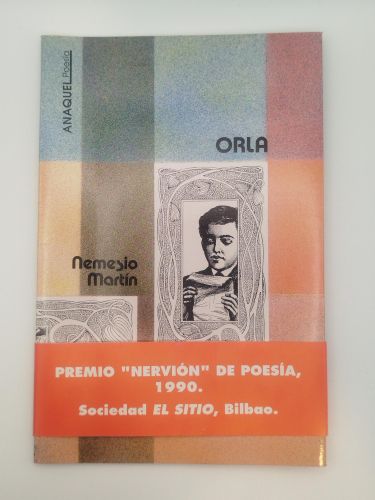 ANAQUEL Poesía
ORLA
Nemesio
Martín
PREMIO "NERVIÓN" DE POESÍA,
1990.
Sociedad EL SITIO, Bilbao.